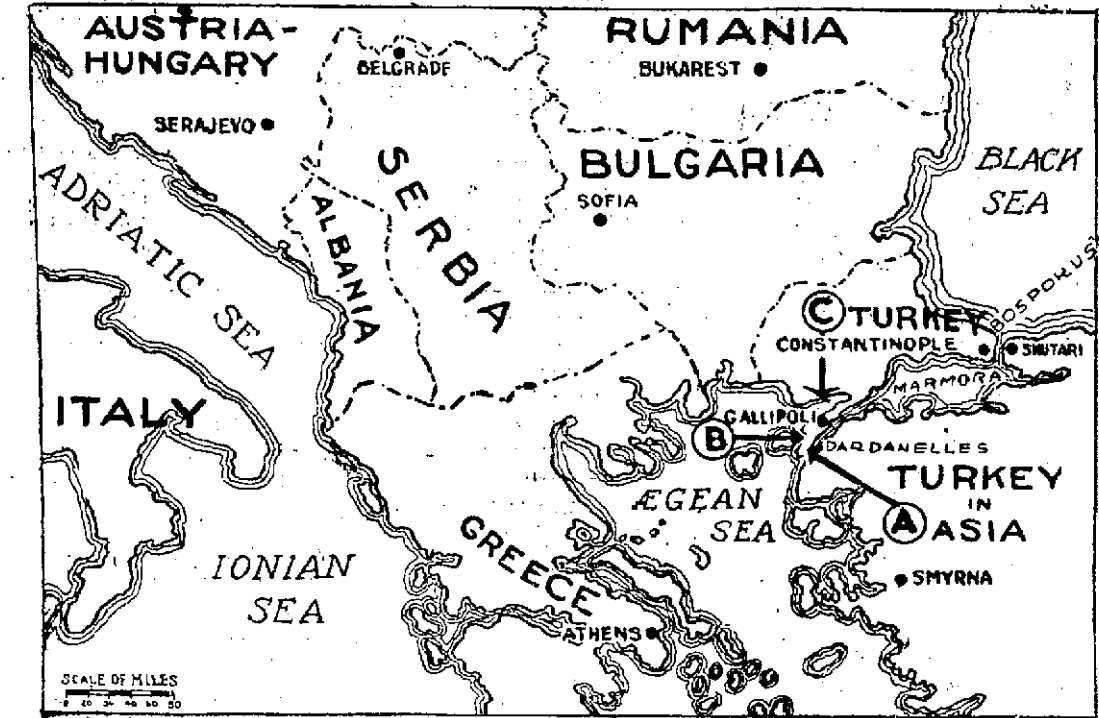 AUSTRIA-
HUNGARY
RUMANIA
BELGRADE
BUKAREST
SERAJEVO
SERBIA
BULGARIA
BLACK
SEA
SOFIA
ADRIATIC SEA
ALBANIA
BOSPORUS
C
TURKEY
CONSTANTINOPLE
SKUTARI
MARMORA
ITALY
GALLIPOLI
B
DARDANELLES
TURKEY
IN
ASIA
A
ÆGEAN
SEA
GREECE
IONIAN
SEA
SMYRNA
ATHENS
SCALE OF MILES